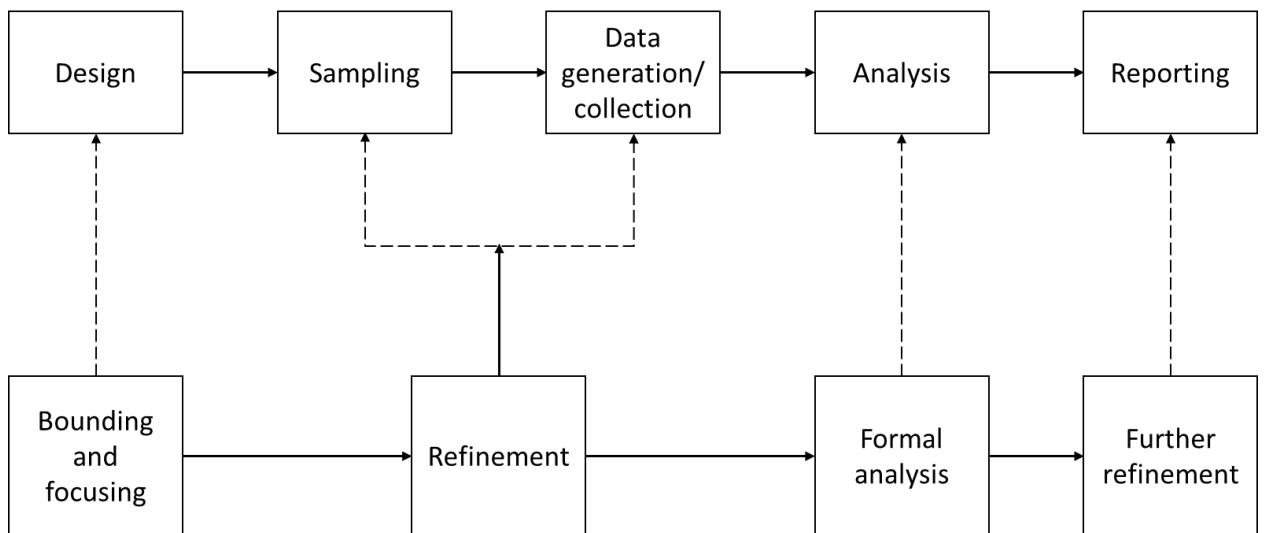 Design
Sampling
Data
generation/
collection
Analysis
Reporting
Bounding
and
focusing
Refinement
Formal
analysis
Further
refinement